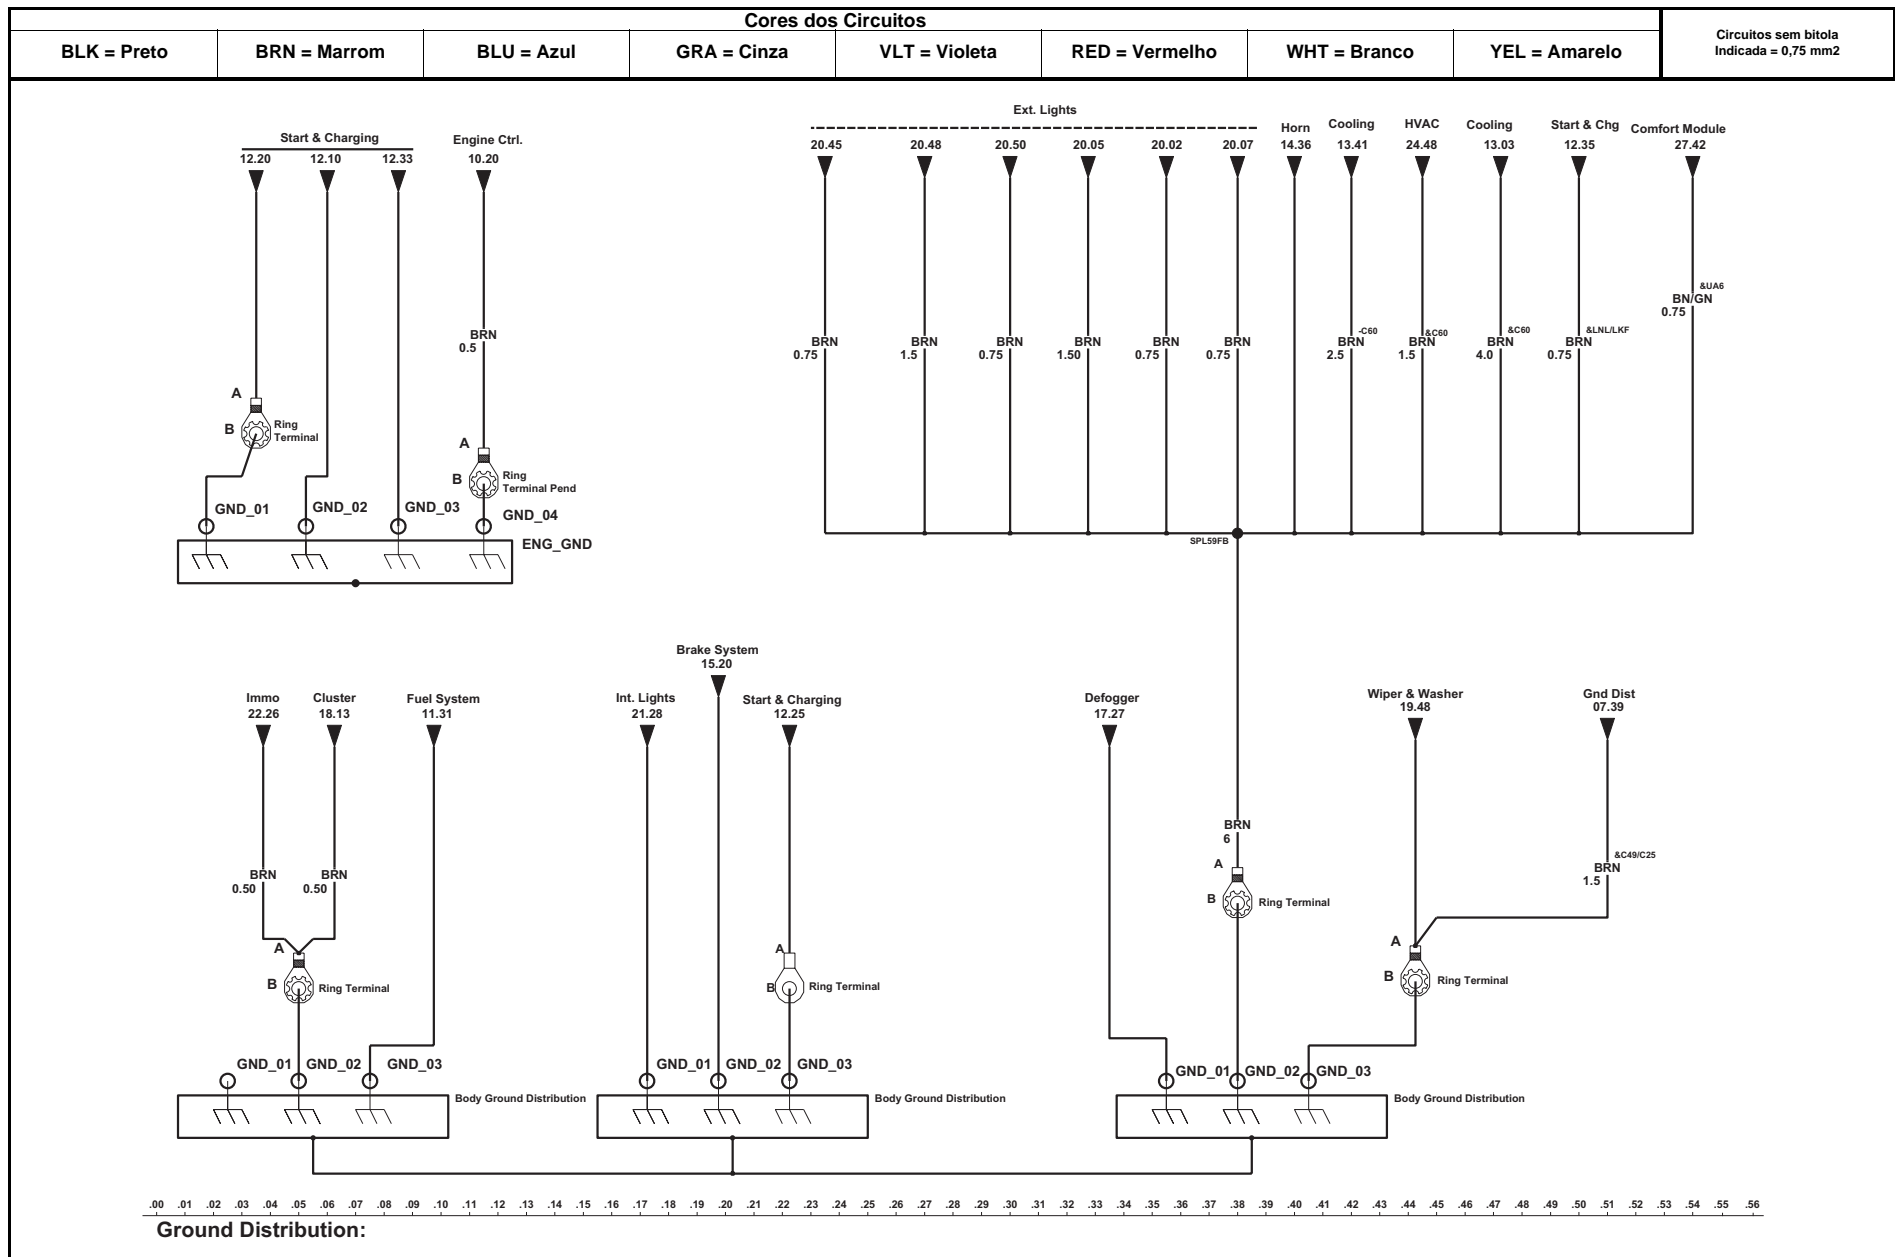 Cores dos Circuitos
BLK = Preto
BRN = Marrom
BLU = Azul
GRA = Cinza
VLT = Violeta
RED = Vermelho
WHT = Branco
YEL = Amarelo
Circuitos sem bitola
Indicada = 0,75 mm2
Start & Charging
12.20 12.10 12.33
Engine Ctrl.
10.20
BRN
0.5
A
B
Ring
Terminal
A
B
Ring
Terminal Pend
GND_01
GND_02
GND_03
GND_04
ENG_GND
Ext. Lights
20.45 20.48 20.50 20.05 20.02 20.07
Horn
14.36
Cooling
13.41
HVAC
24.48
Cooling
13.03
Start & Chg
12.35
Comfort Module
27.42
BRN
0.75
BRN
1.5
BRN
0.75
BRN
1.50
BRN
0.75
BRN
0.75
-C60
BRN
2.5
&C60
BRN
1.5
&C60
BRN
4.0
&LNL/LKF
BRN
0.75
&UA6
BN/GN
0.75
SPL59FB
Immo
22.26
Cluster
18.13
Fuel System
11.31
BRN
0.50
BRN
0.50
A
B
Ring Terminal
GND_01
GND_02
GND_03
Body Ground Distribution
Brake System
15.20
Int. Lights
21.28
Start & Charging
12.25
A
B
Ring Terminal
GND_01
GND_02
GND_03
Body Ground Distribution
Defogger
17.27
BRN
6
A
B
Ring Terminal
Wiper & Washer
19.48
Gnd Dist
07.39
&C49/C25
BRN
1.5
A
B
Ring Terminal
GND_01
GND_02
GND_03
Body Ground Distribution
.00 .01 .02 .03 .04 .05 .06 .07 .08 .09 .10 .11 .12 .13 .14 .15 .16 .17 .18 .19 .20 .21 .22 .23 .24 .25 .26 .27 .28 .29 .30 .31 .32 .33 .34 .35 .36 .37 .38 .39 .40 .41 .42 .43 .44 .45 .46 .47 .48 .49 .50 .51 .52 .53 .54 .55 .56
Ground Distribution: